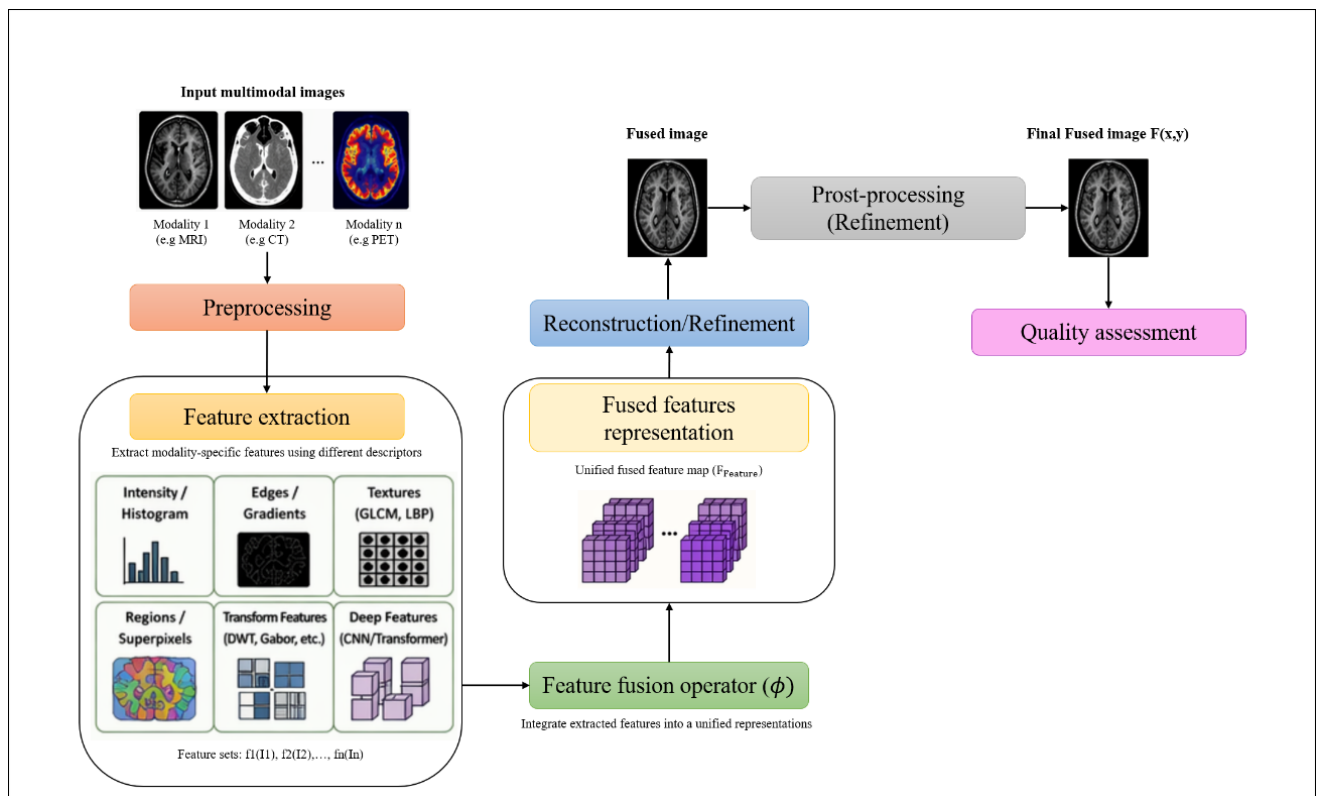 Input multimodal images
...
Modality 1
(e.g MRI)
Modality 2
(e.g CT)
Modality n
(e.g PET)
Preprocessing
Feature extraction
Extract modality-specific features using different descriptors
Intensity /
Histogram
Edges /
Gradients
Textures
(GLCM, LBP)
Regions /
Superpixels
Transform Features
(DWT, Gabor, etc.)
Deep Features
(CNN/Transformer)
Feature sets: f1(I1), f2(I2),…, fn(In)
Feature fusion operator (ϕ)
Integrate extracted features into a unified representations
Fused features
representation
Unified fused feature map (F_Feature)
...
Reconstruction/Refinement
Fused image
Prost-processing
(Refinement)
Final Fused image F(x,y)
Quality assessment